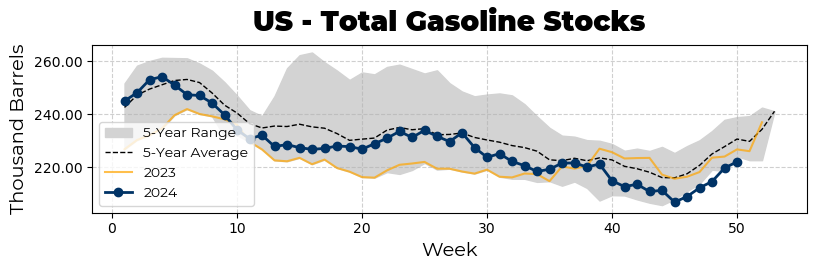 US - Total Gasoline Stocks
Thousand Barrels
260.00
240.00
220.00
5-Year Range
5-Year Average
2023
2024
0 10 20 30 40 50
Week